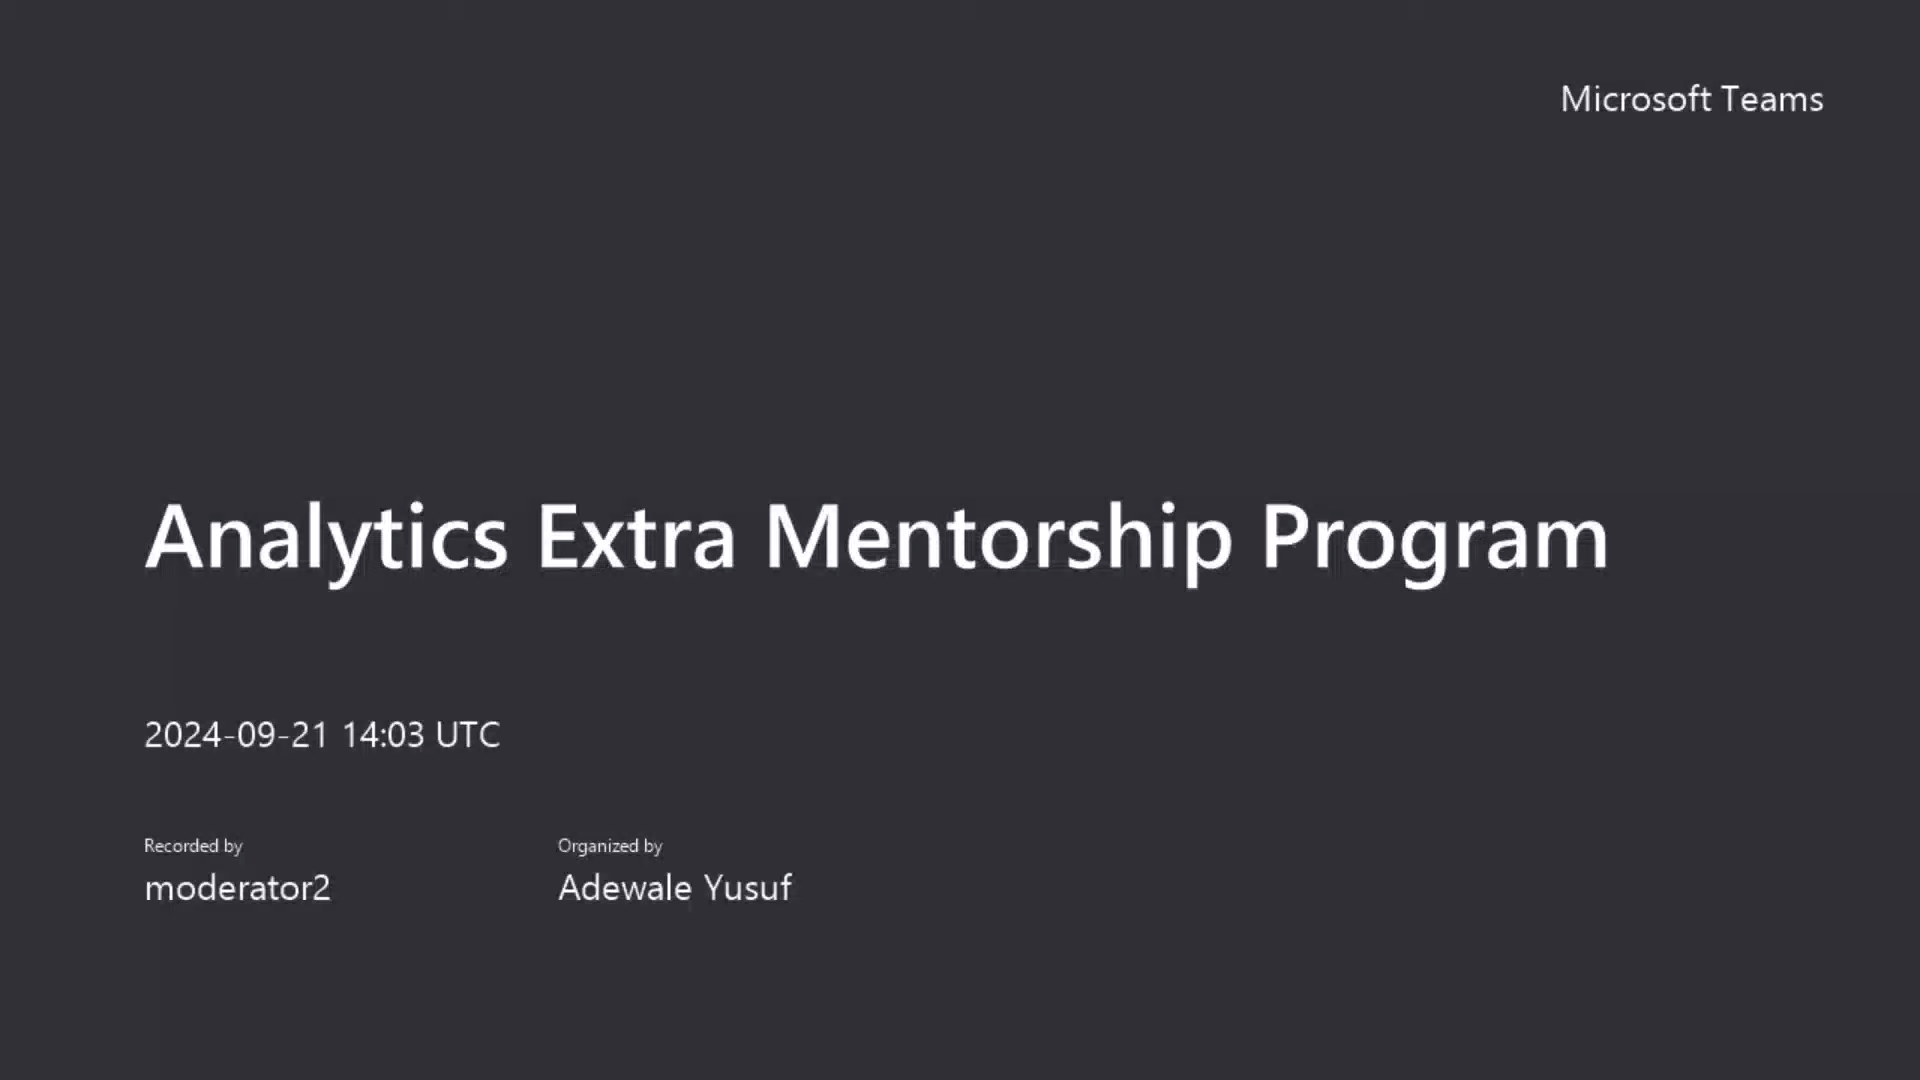 Microsoft Teams
Analytics Extra Mentorship Program
2024-09-21 14:03 UTC
Recorded by
moderator2
Organized by
Adewale Yusuf